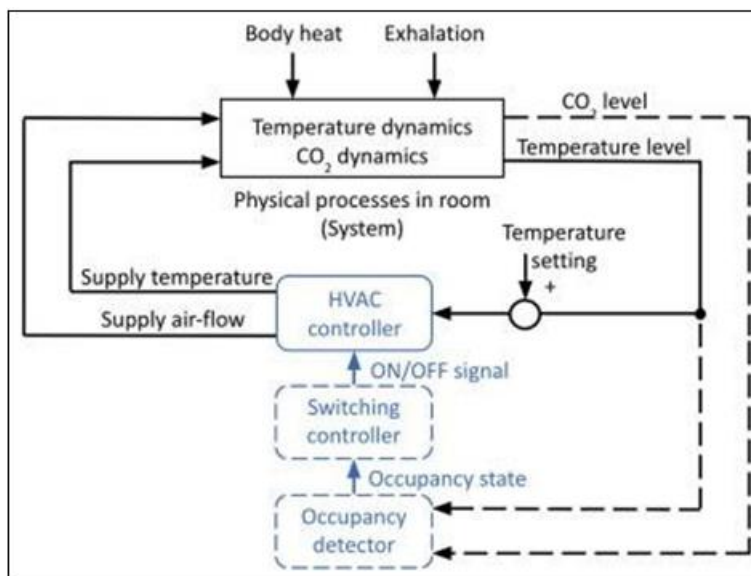 Body heat
Exhalation
CO₂ level
Temperature dynamics
CO₂ dynamics
Temperature level
Physical processes in room
(System)
Temperature
setting
+
Supply temperature
HVAC
controller
Supply air-flow
ON/OFF signal
Switching
controller
Occupancy state
Occupancy
detector